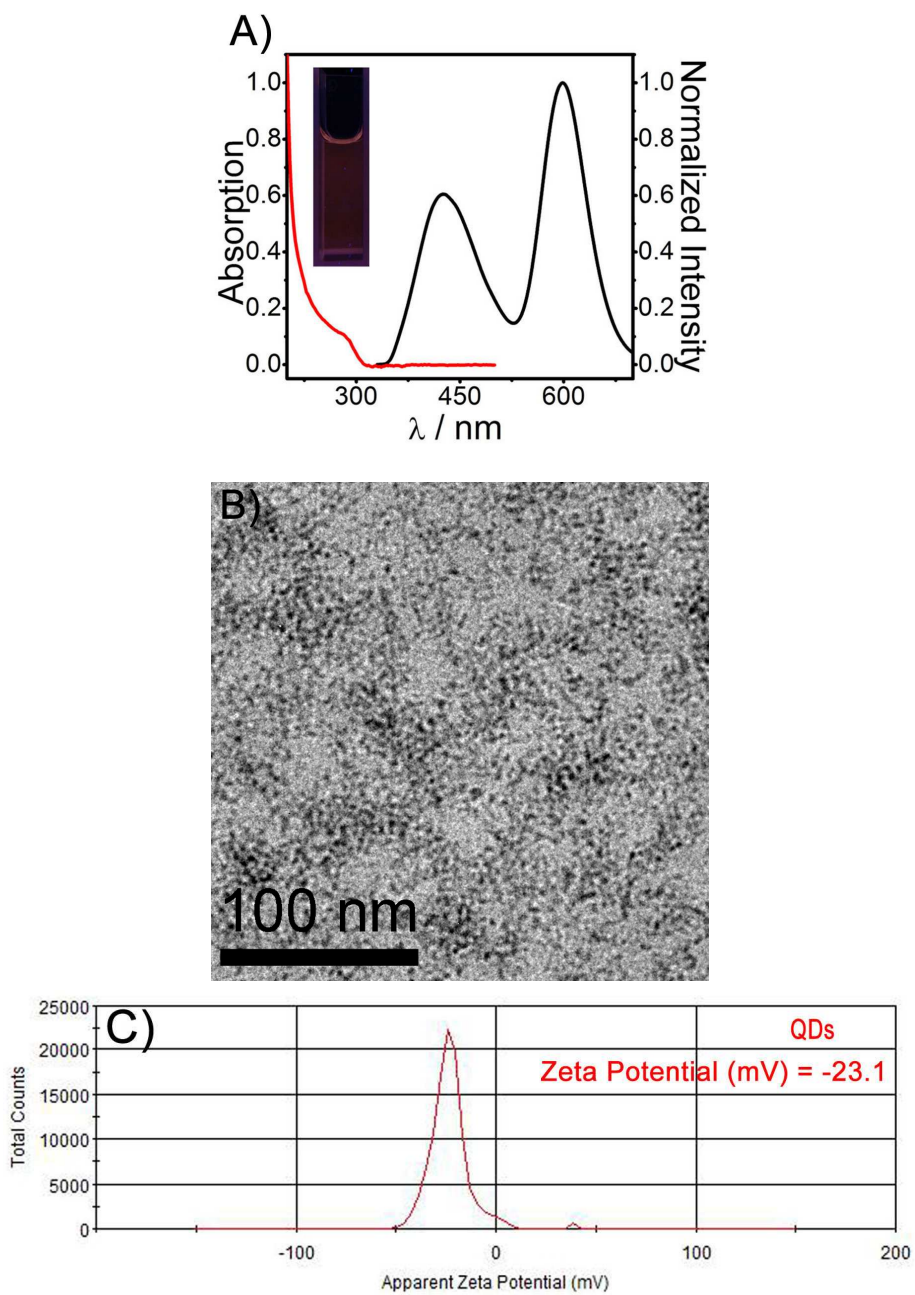 A)
Absorption
1.0
0.8
0.6
0.4
0.2
0.0
1.0
0.8
0.6
0.4
0.2
0.0
Normalized Intensity
300 450 600
λ / nm
B)
100 nm
C)
QDs
Zeta Potential (mV) = -23.1
Total Counts
25000
20000
15000
10000
5000
0
-100 0 100 200
Apparent Zeta Potential (mV)